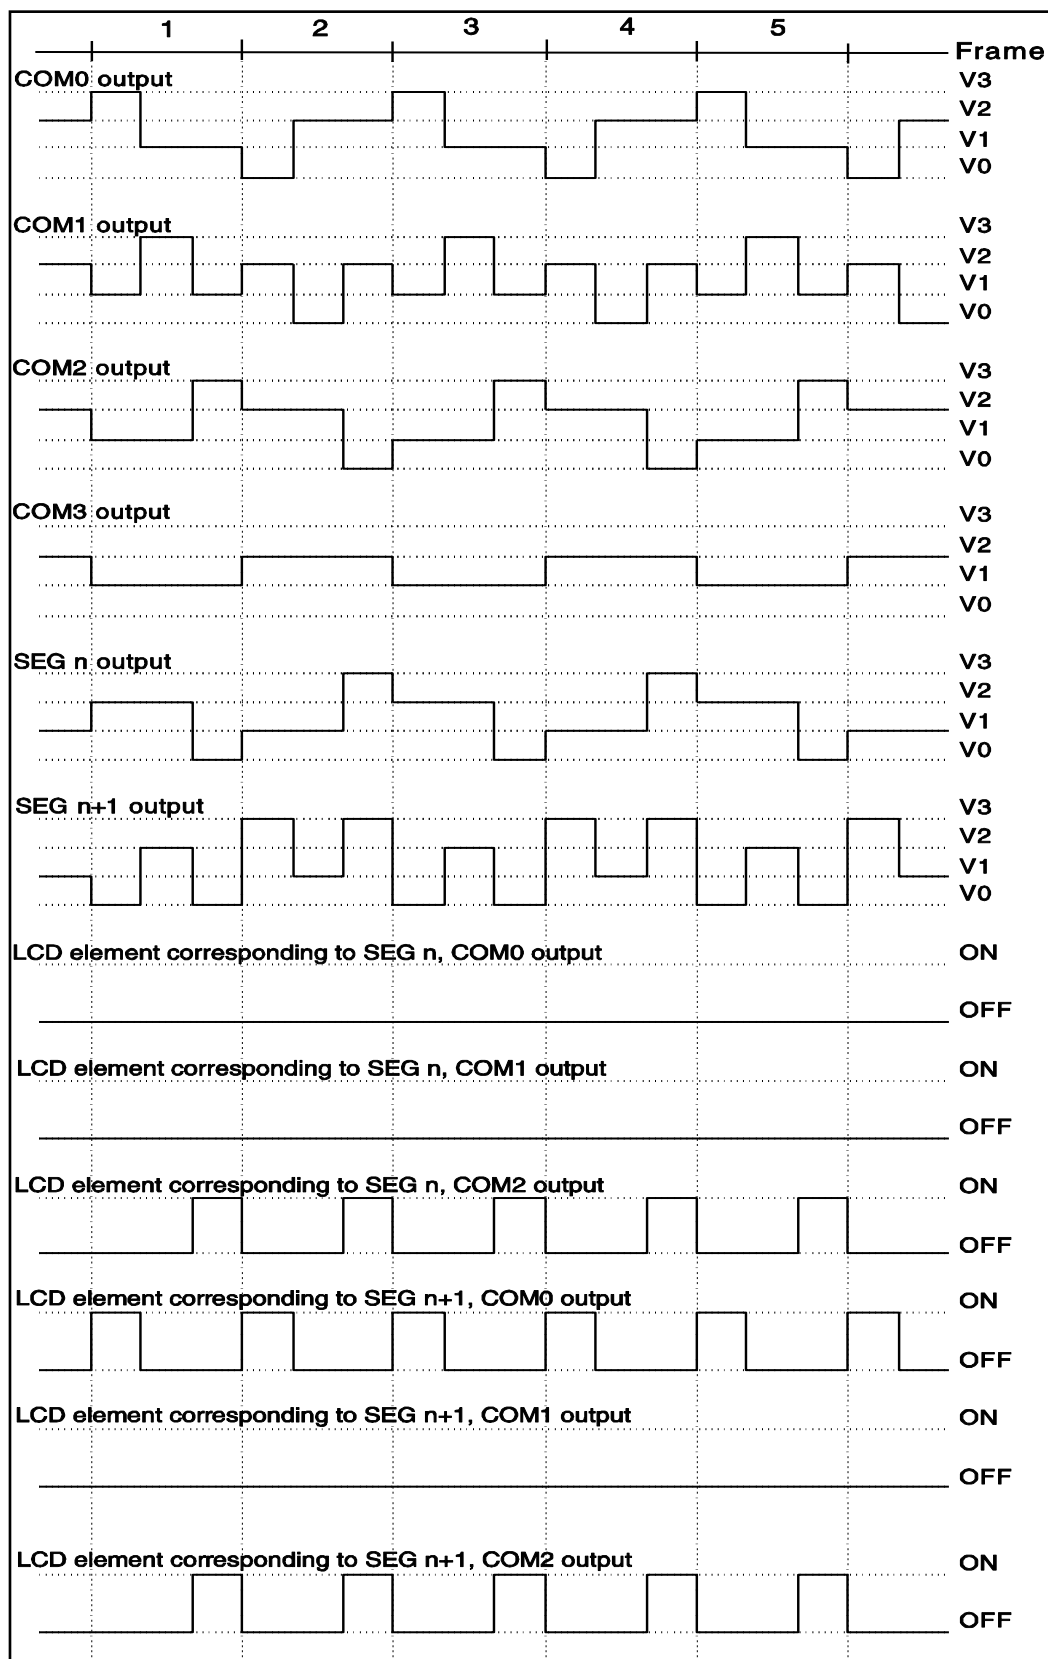 1 2 3 4 5
Frame
COM0 output
V3
V2
V1
V0
COM1 output
V3
V2
V1
V0
COM2 output
V3
V2
V1
V0
COM3 output
V3
V2
V1
V0
SEG n output
V3
V2
V1
V0
SEG n+1 output
V3
V2
V1
V0
LCD element corresponding to SEG n, COM0 output
ON
OFF
LCD element corresponding to SEG n, COM1 output
ON
OFF
LCD element corresponding to SEG n, COM2 output
ON
OFF
LCD element corresponding to SEG n+1, COM0 output
ON
OFF
LCD element corresponding to SEG n+1, COM1 output
ON
OFF
LCD element corresponding to SEG n+1, COM2 output
ON
OFF